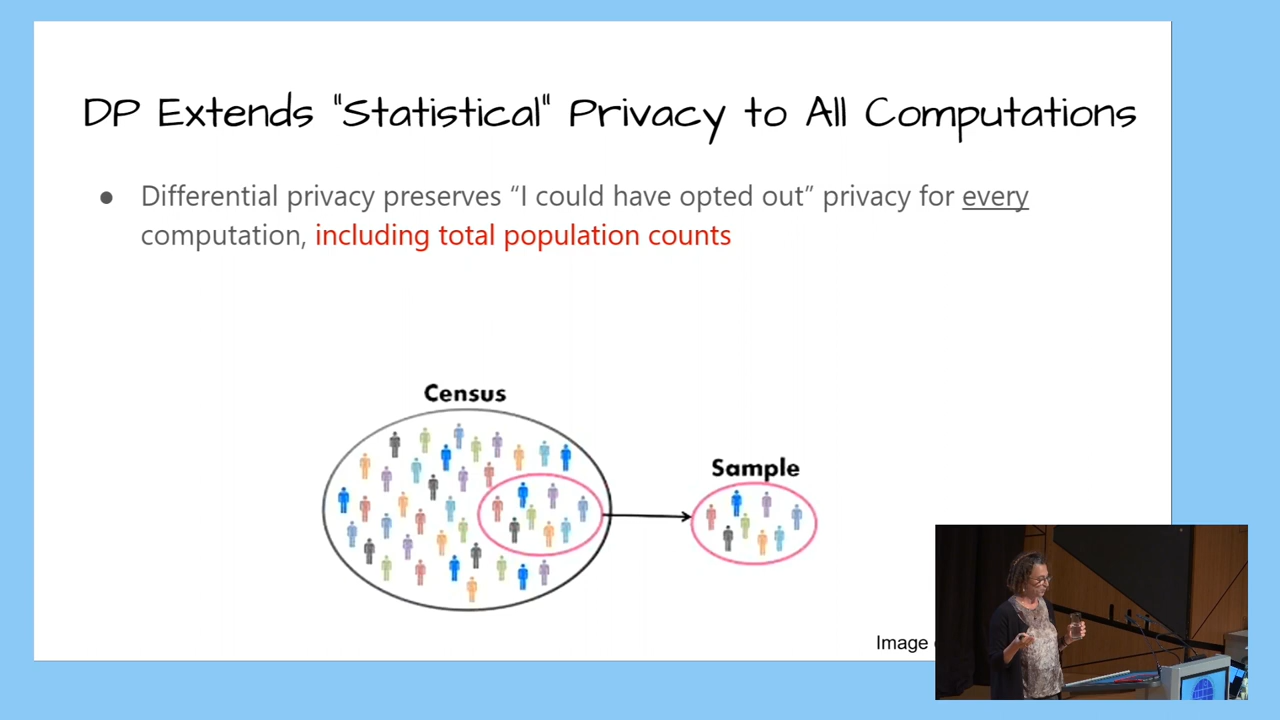 DP Extends "Statistical" Privacy to All Computations
● Differential privacy preserves “I could have opted out” privacy for every
computation, including total population counts
Census
Sample
Image